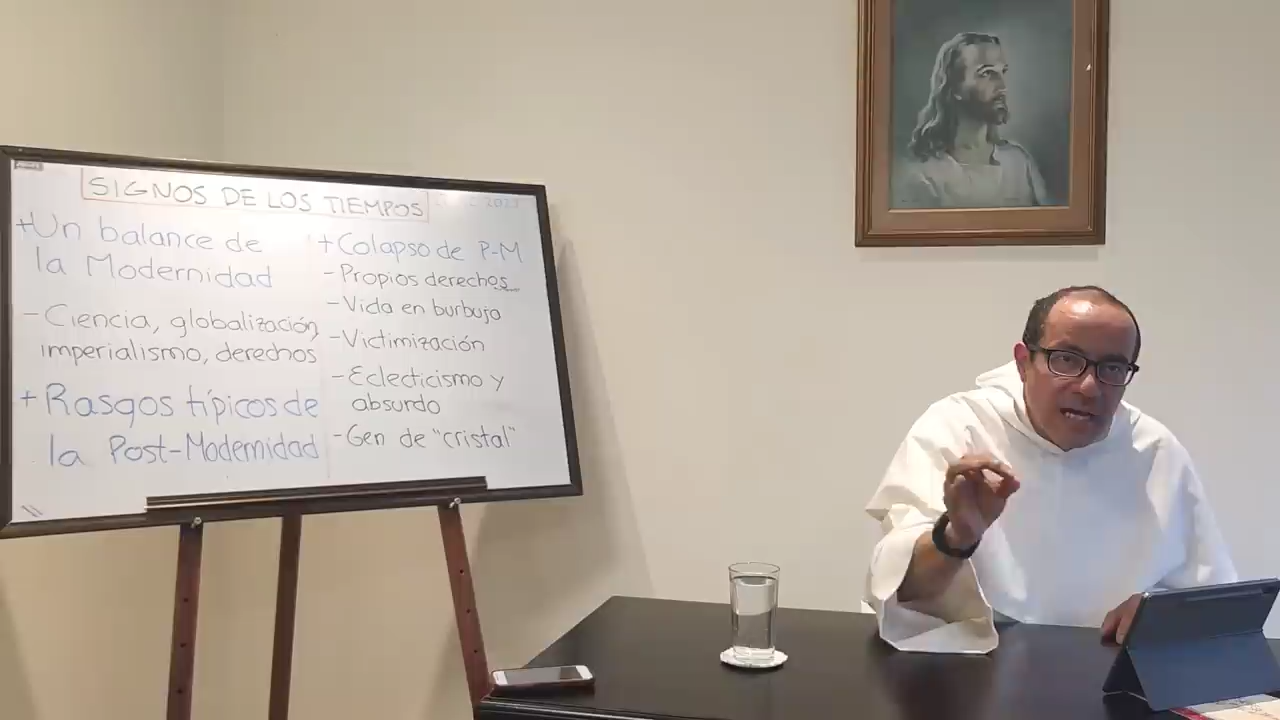 SIGNOS DE LOS TIEMPOS
+Un balance de
la Modernidad
-Ciencia, globalización,
imperialismo, derechos
+Rasgos típicos de
la Post-Modernidad
+Colapso de P-M
-Propios derechos
-Vida en burbuja
-Victimización
-Eclecticismo y
absurdo
-Gen de "cristal"